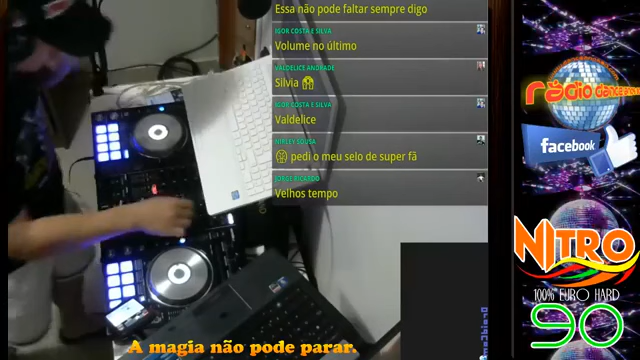 Essa não pode faltar sempre digo
IGOR COSTA E SILVA
Volume no último
VALDELICE ANDRADE
Silvia
IGOR COSTA E SILVA
Valdelice
NIRLEY SOUSA
pedi o meu selo de super fã
JORGE RICARDO
Velhos tempo
rádio dance
facebook
NITRO
100% EURO HARD
90
A magia não pode parar.